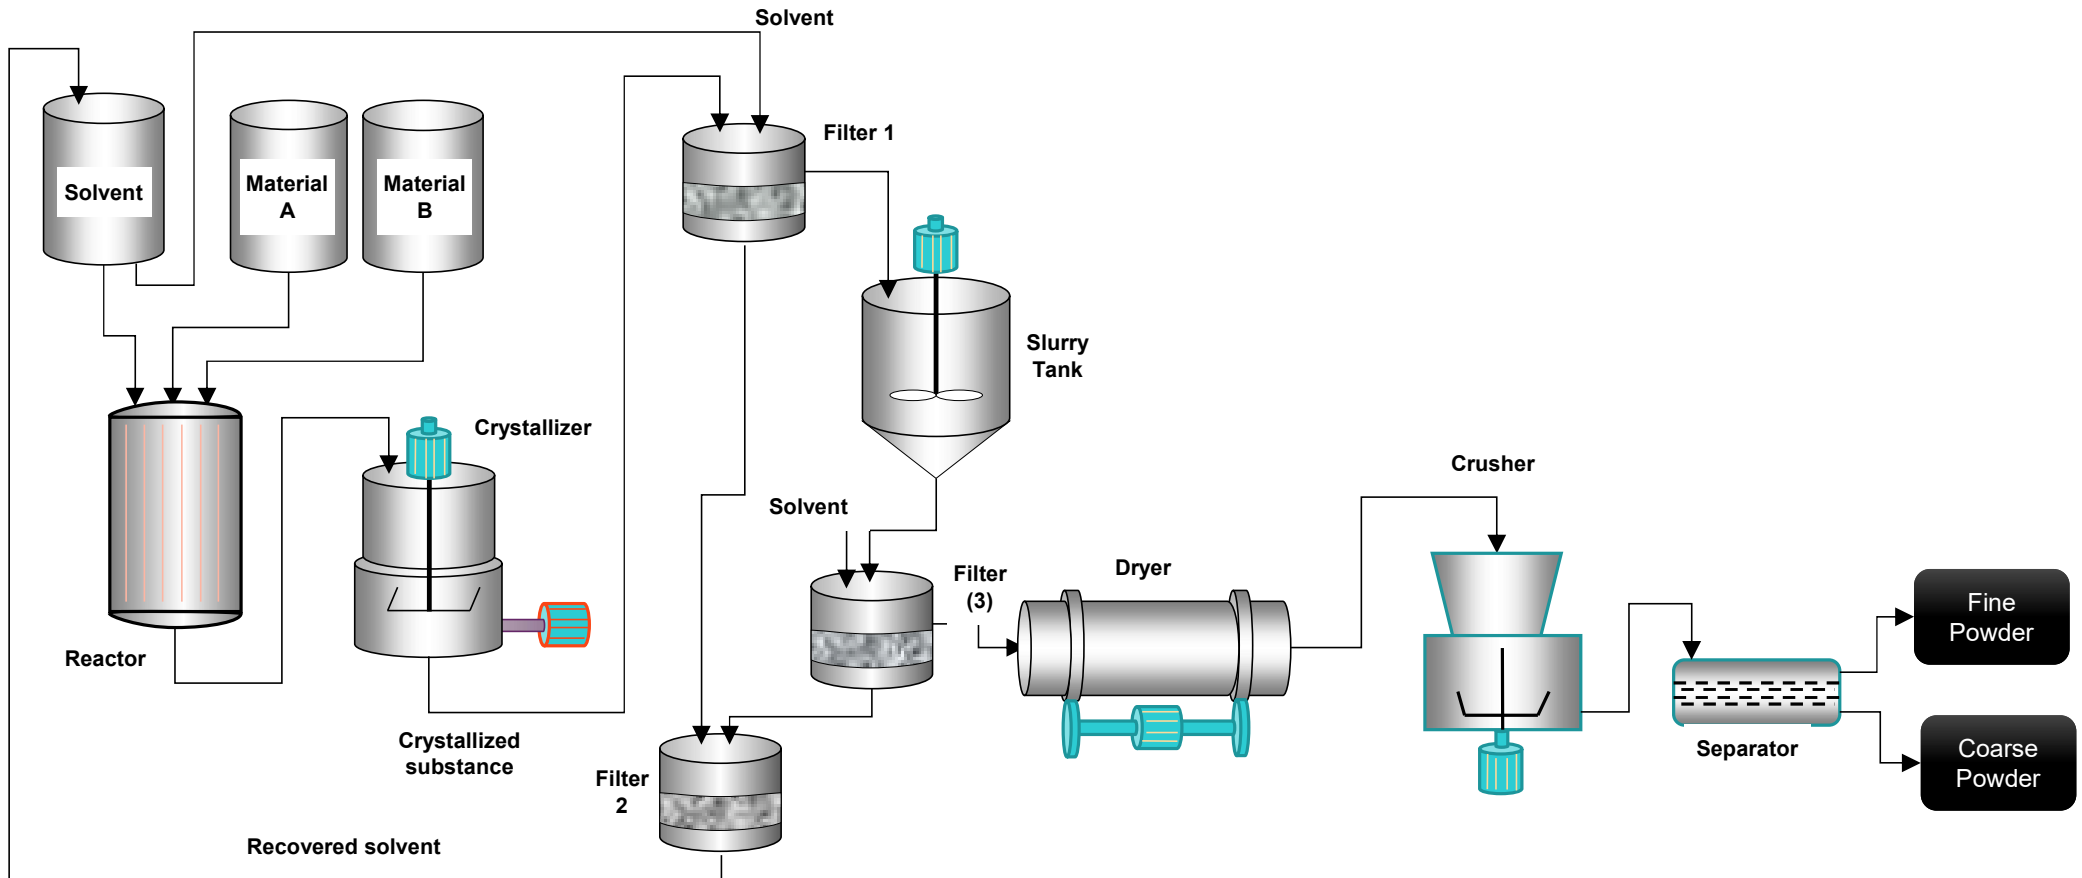 Solvent
Solvent
Material
A
Material
B
Filter 1
Slurry
Tank
Crystallizer
Crusher
Solvent
Filter
(3)
Dryer
Fine
Powder
Reactor
Crystallized
substance
Separator
Coarse
Powder
Filter
2
Recovered solvent